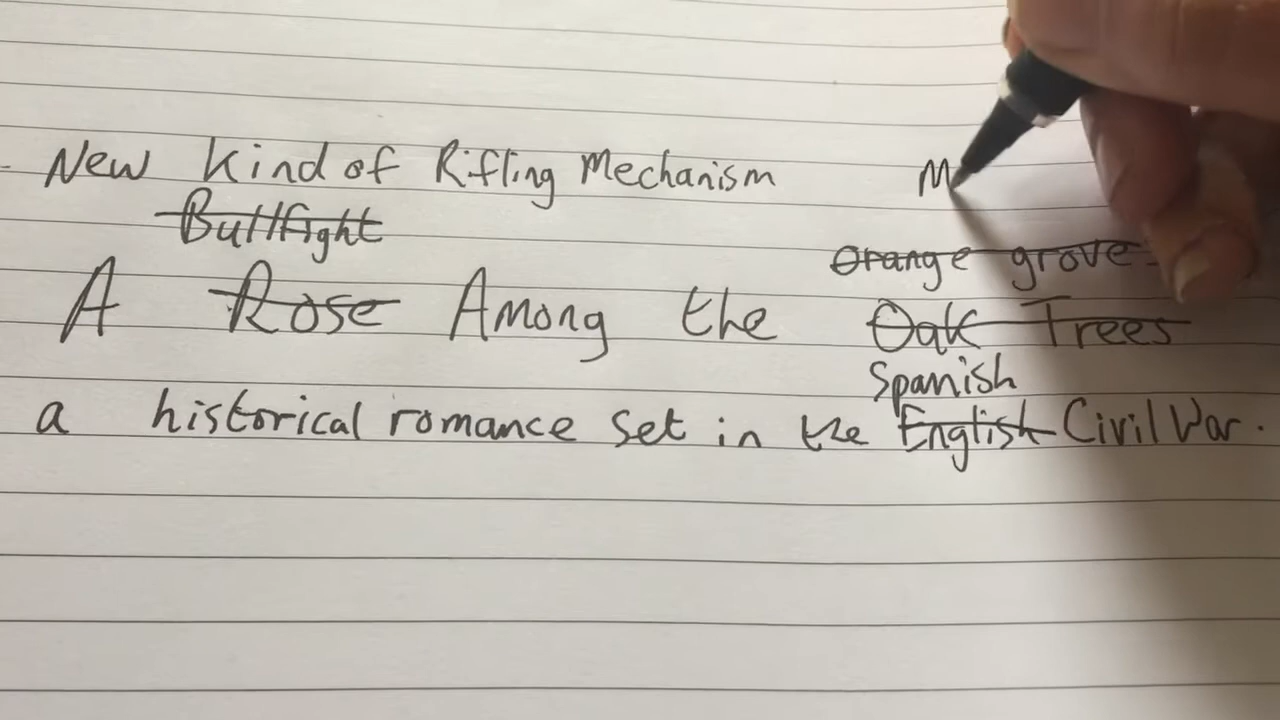 New Kind of Rifling Mechanism M
Bullfight
Orange grove
A Rose Among the Oak Trees
Spanish
a historical romance set in the English Civil War.